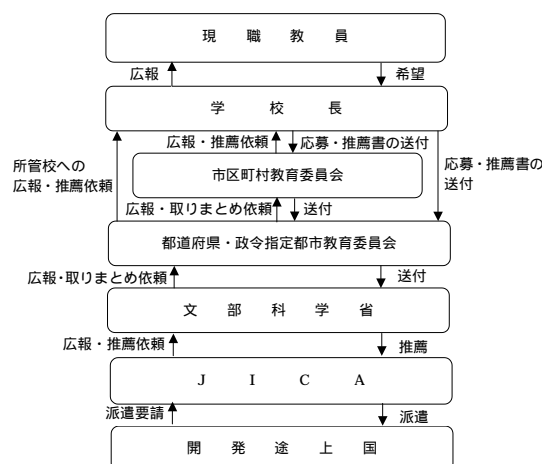 現職教員
広報
希望
学校長
広報・推薦依頼
応募・推薦書の送付
所管校への
広報・推薦依頼
応募・推薦書の
送付
市区町村教育委員会
広報・取りまとめ依頼
送付
都道府県・政令指定都市教育委員会
広報・取りまとめ依頼
送付
文部科学省
広報・推薦依頼
推薦
JICA
派遣要請
派遣
開発途上国